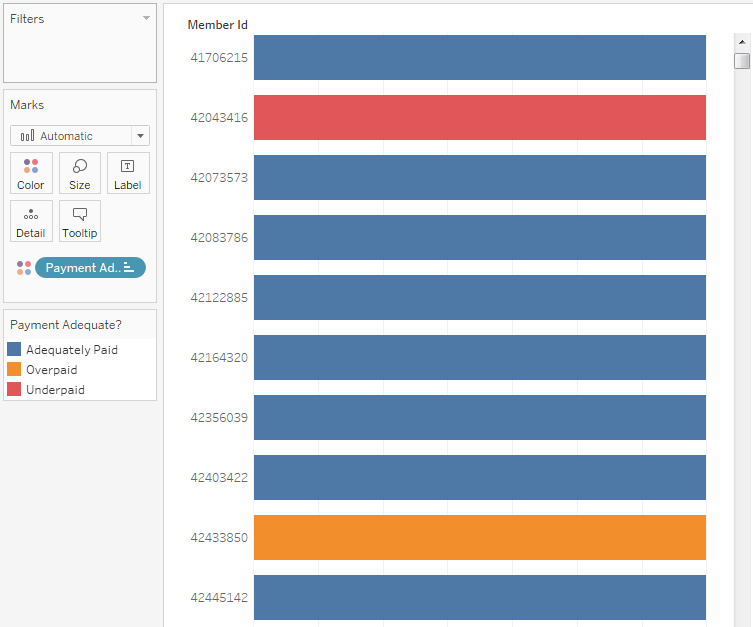 Filters
Marks
Automatic
Color Size Label
Detail Tooltip
Payment Ad..
Payment Adequate?
Adequately Paid
Overpaid
Underpaid
Member Id
41706215
42043416
42073573
42083786
42122885
42164320
42356039
42403422
42433850
42445142